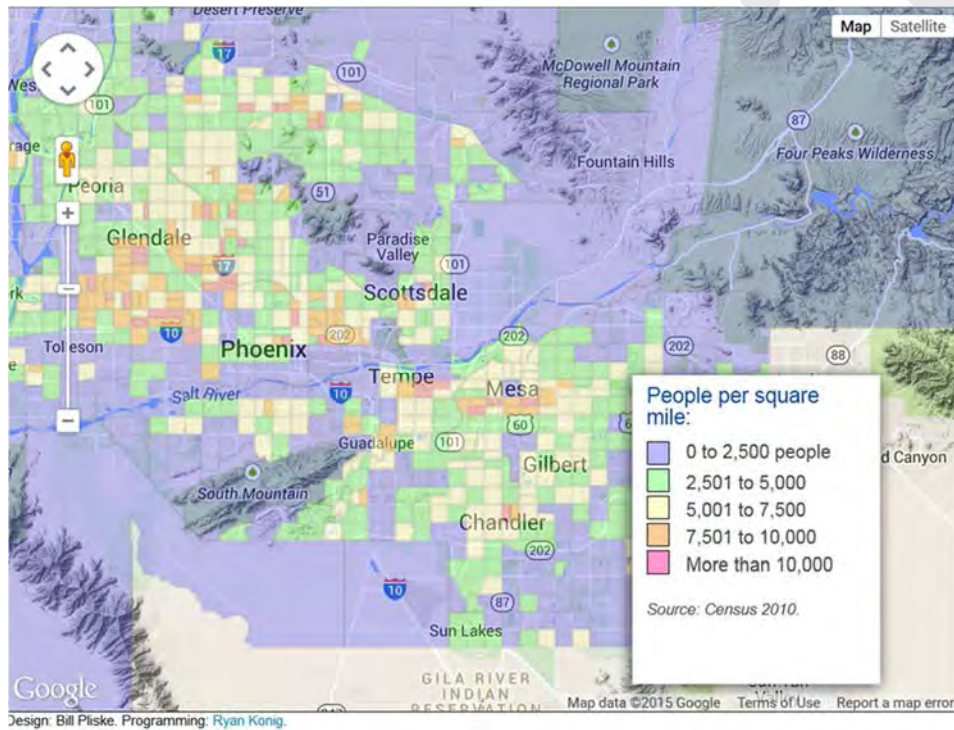 Desert Preserve
Map
Satellite
17
101
McDowell Mountain
Regional Park
101
87
Four Peaks Wilderness
Fountain Hills
Peoria
51
Glendale
Paradise
Valley
101
17
Scottsdale
10
202
Tolleson
Phoenix
202
202
88
Tempe
Mesa
Salt River
10
60
Guadalupe
101
Gilbert
d Canyon
South Mountain
Chandler
202
10
87
Sun Lakes
People per square
mile:
0 to 2,500 people
2,501 to 5,000
5,001 to 7,500
7,501 to 10,000
More than 10,000
Source: Census 2010.
Google
GILA RIVER
INDIAN
RESERVATION
Map data ©2015 Google
Terms of Use
Report a map error
Design: Bill Pliske. Programming: Ryan Konig.